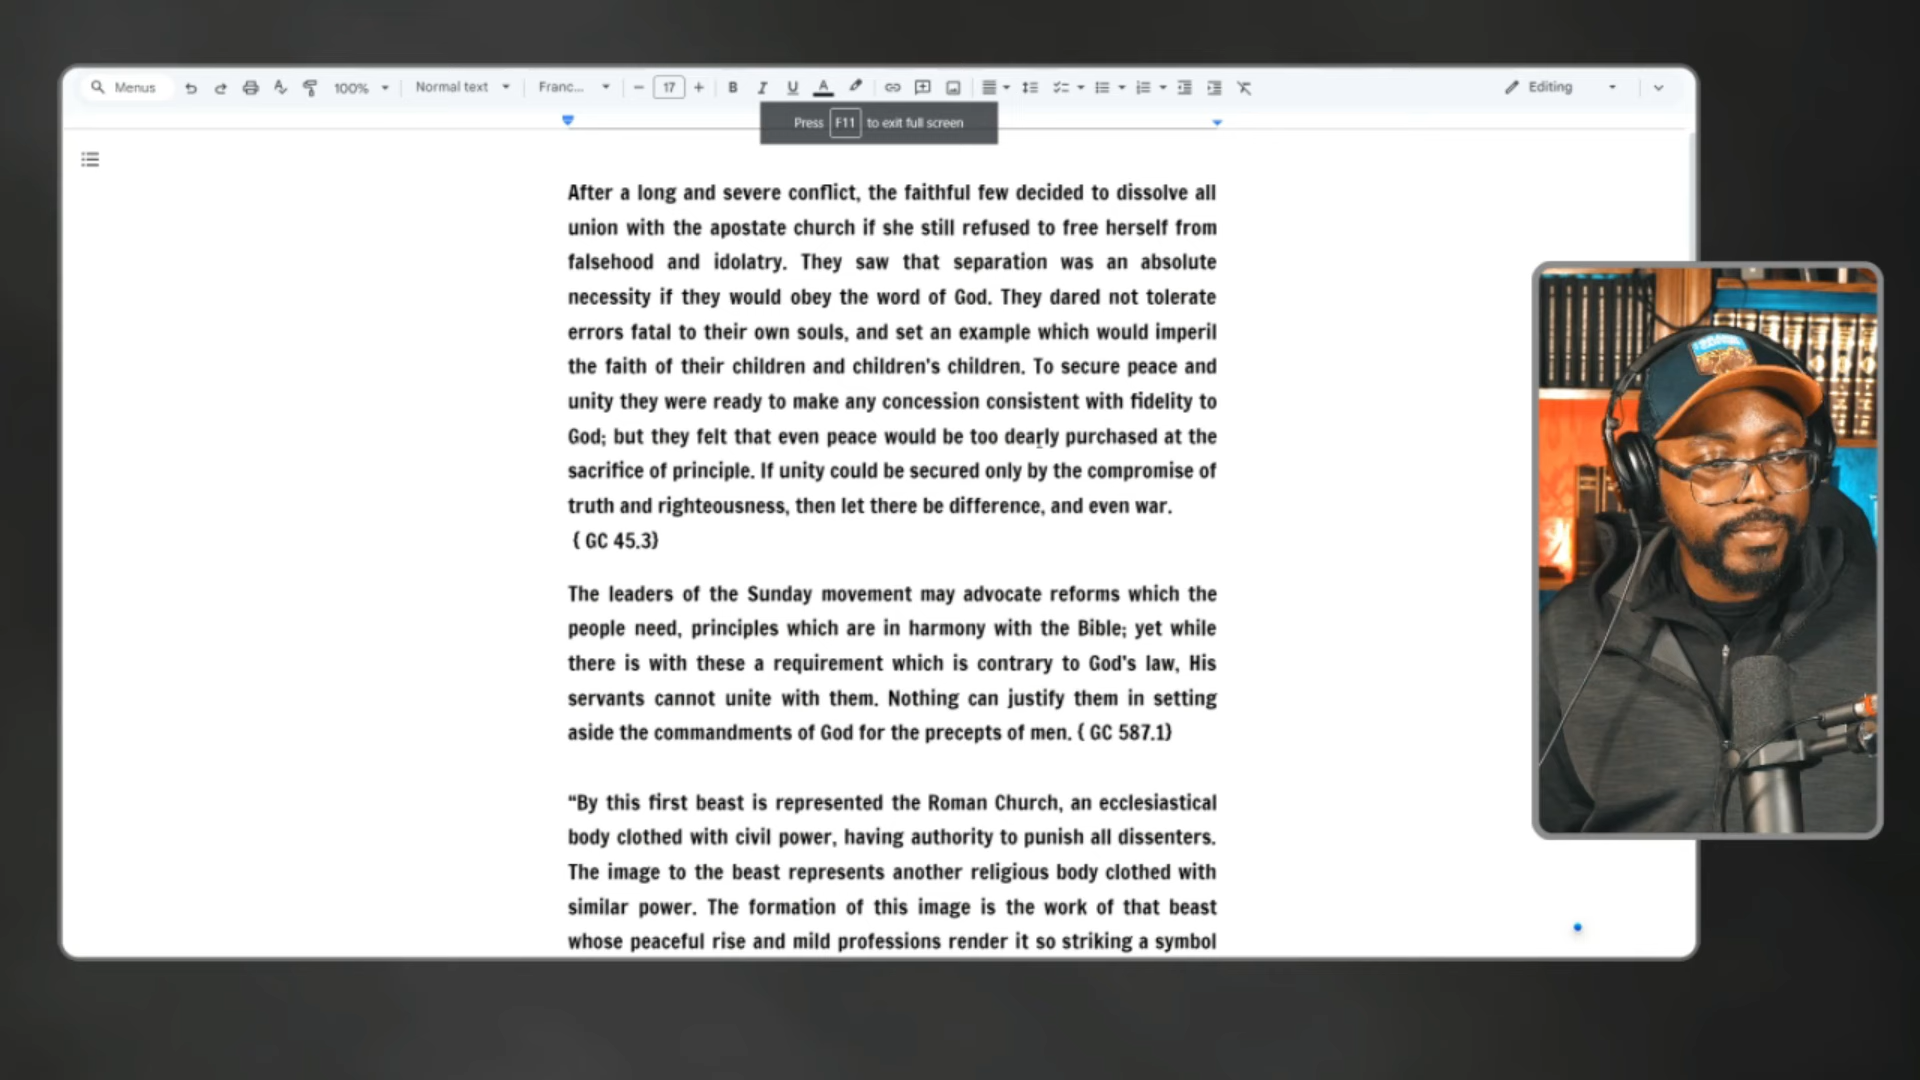 Menus
100%
Normal text
Franc...
17
Editing
Press F11 to exit full screen
After a long and severe conflict, the faithful few decided to dissolve all
union with the apostate church if she still refused to free herself from
falsehood and idolatry. They saw that separation was an absolute
necessity if they would obey the word of God. They dared not tolerate
errors fatal to their own souls, and set an example which would imperil
the faith of their children and children's children. To secure peace and
unity they were ready to make any concession consistent with fidelity to
God; but they felt that even peace would be too dearly purchased at the
sacrifice of principle. If unity could be secured only by the compromise of
truth and righteousness, then let there be difference, and even war.
{ GC 45.3}
The leaders of the Sunday movement may advocate reforms which the
people need, principles which are in harmony with the Bible; yet while
there is with these a requirement which is contrary to God's law, His
servants cannot unite with them. Nothing can justify them in setting
aside the commandments of God for the precepts of men. { GC 587.1}
“By this first beast is represented the Roman Church, an ecclesiastical
body clothed with civil power, having authority to punish all dissenters.
The image to the beast represents another religious body clothed with
similar power. The formation of this image is the work of that beast
whose peaceful rise and mild professions render it so striking a symbol